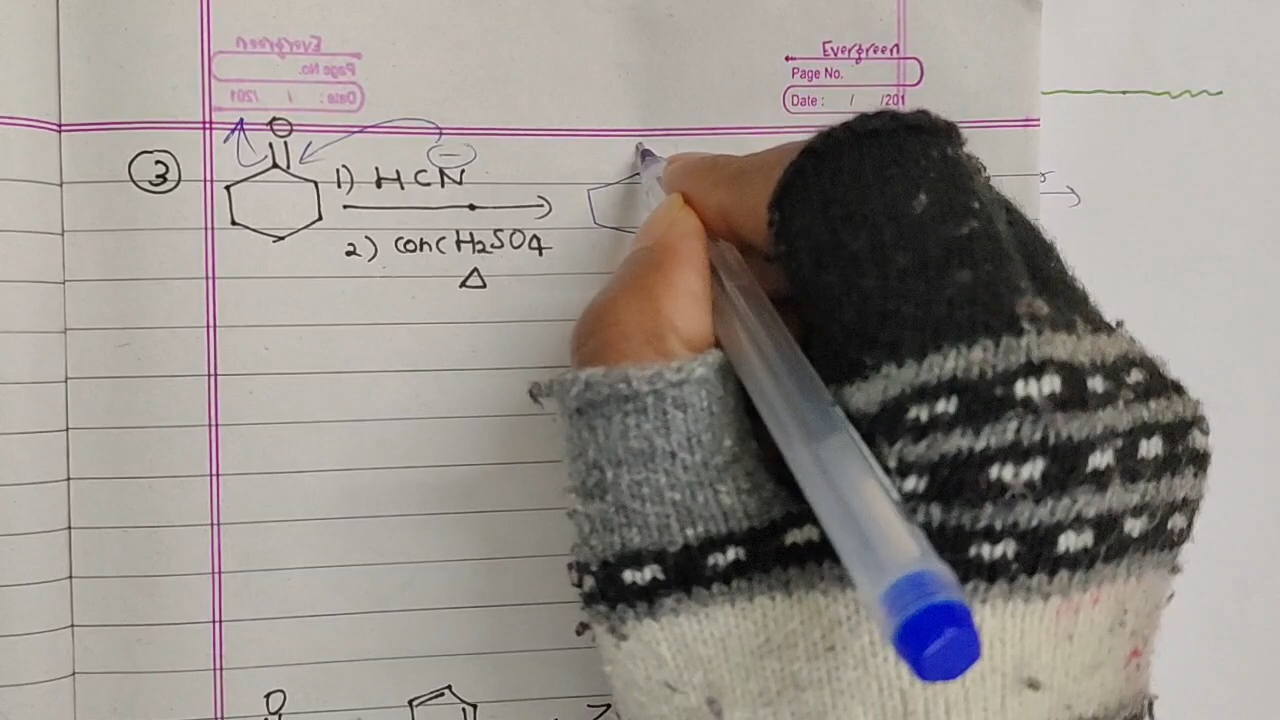 Evergreen
Page No.
Date : / /201
Evergreen
Page No.
Date : / /201
O
3
1) HCN
2) conc H2SO4
Δ
O